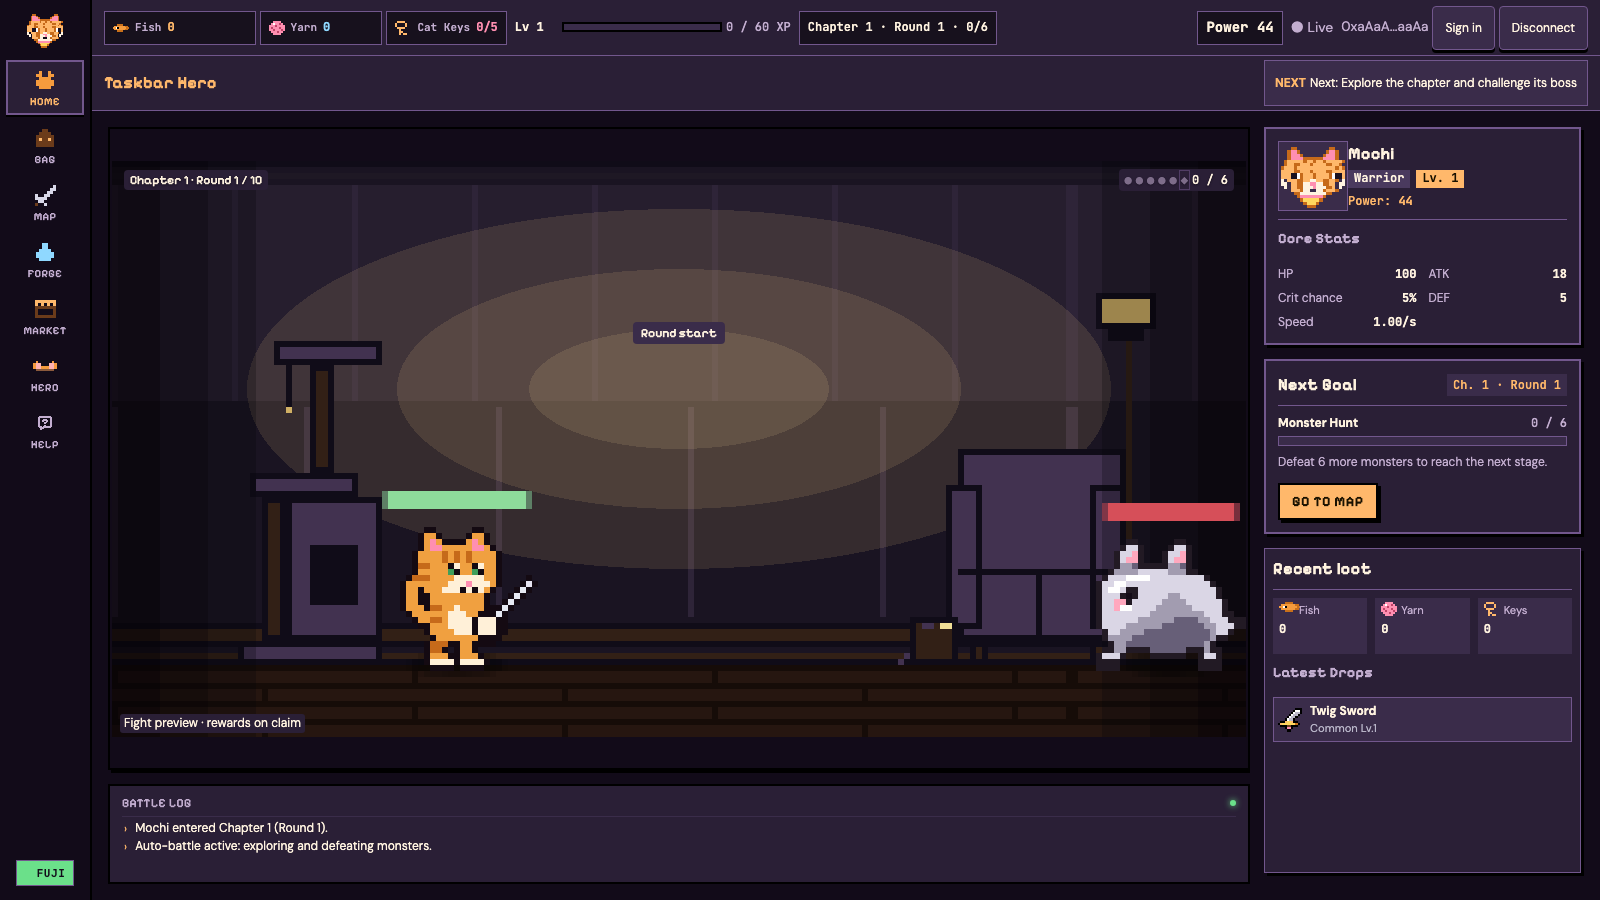 Fish 0
Yarn 0
Cat Keys 0/5
Lv 1
0 / 60 XP
Chapter 1 · Round 1 · 0/6
Power 44
Live
0xaAaA…aaAa
Sign in
Disconnect
HOME
BAG
MAP
FORGE
MARKET
HERO
HELP
FUJI
Taskbar Hero
NEXT Next: Explore the chapter and challenge its boss
Chapter 1 · Round 1 / 10
0 / 6
Round start
Fight preview · rewards on claim
BATTLE LOG
› Mochi entered Chapter 1 (Round 1).
› Auto-battle active: exploring and defeating monsters.
Mochi
Warrior
Lv. 1
Power: 44
Core Stats
HP 100 ATK 18
Crit chance 5% DEF 5
Speed 1.00/s
Next Goal
Ch. 1 · Round 1
Monster Hunt 0 / 6
Defeat 6 more monsters to reach the next stage.
GO TO MAP
Recent loot
Fish
0
Yarn
0
Keys
0
Latest Drops
Twig Sword
Common Lv.1